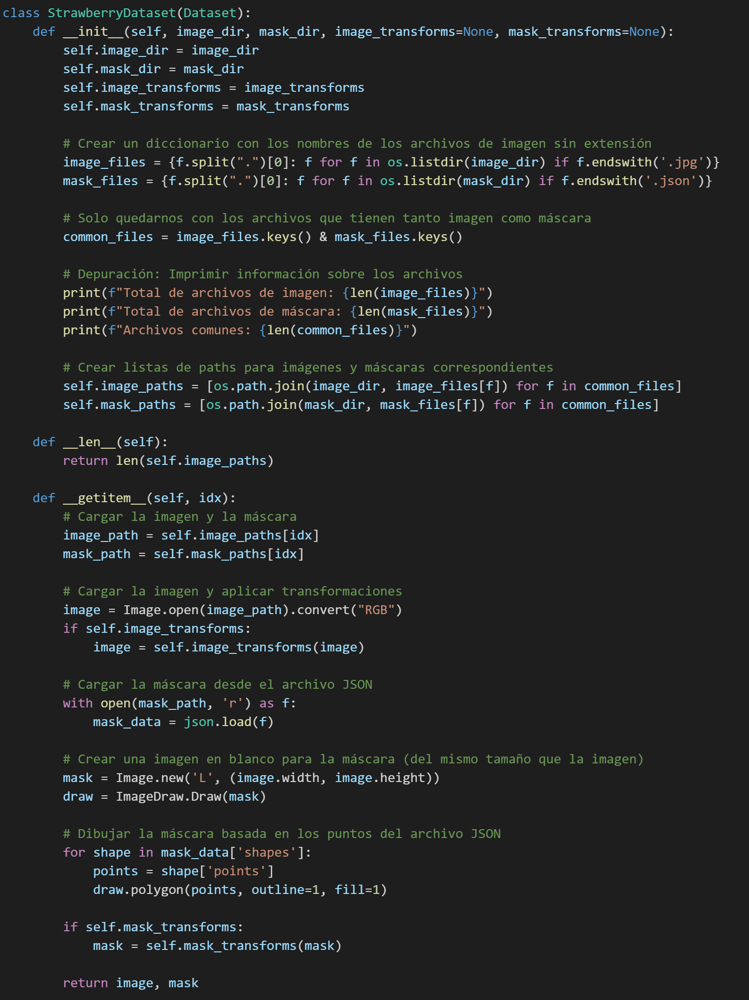 class StrawberryDataset(Dataset):
    def __init__(self, image_dir, mask_dir, image_transforms=None, mask_transforms=None):
        self.image_dir = image_dir
        self.mask_dir = mask_dir
        self.image_transforms = image_transforms
        self.mask_transforms = mask_transforms

        # Crear un diccionario con los nombres de los archivos de imagen sin extensión
        image_files = {f.split(".")[0]: f for f in os.listdir(image_dir) if f.endswith('.jpg')}
        mask_files = {f.split(".")[0]: f for f in os.listdir(mask_dir) if f.endswith('.json')}

        # Solo quedarnos con los archivos que tienen tanto imagen como máscara
        common_files = image_files.keys() & mask_files.keys()

        # Depuración: Imprimir información sobre los archivos
        print(f"Total de archivos de imagen: {len(image_files)}")
        print(f"Total de archivos de máscara: {len(mask_files)}")
        print(f"Archivos comunes: {len(common_files)}")

        # Crear listas de paths para imágenes y máscaras correspondientes
        self.image_paths = [os.path.join(image_dir, image_files[f]) for f in common_files]
        self.mask_paths = [os.path.join(mask_dir, mask_files[f]) for f in common_files]

    def __len__(self):
        return len(self.image_paths)

    def __getitem__(self, idx):
        # Cargar la imagen y la máscara
        image_path = self.image_paths[idx]
        mask_path = self.mask_paths[idx]

        # Cargar la imagen y aplicar transformaciones
        image = Image.open(image_path).convert("RGB")
        if self.image_transforms:
            image = self.image_transforms(image)

        # Cargar la máscara desde el archivo JSON
        with open(mask_path, 'r') as f:
            mask_data = json.load(f)

        # Crear una imagen en blanco para la máscara (del mismo tamaño que la imagen)
        mask = Image.new('L', (image.width, image.height))
        draw = ImageDraw.Draw(mask)

        # Dibujar la máscara basada en los puntos del archivo JSON
        for shape in mask_data['shapes']:
            points = shape['points']
            draw.polygon(points, outline=1, fill=1)

        if self.mask_transforms:
            mask = self.mask_transforms(mask)

        return image, mask